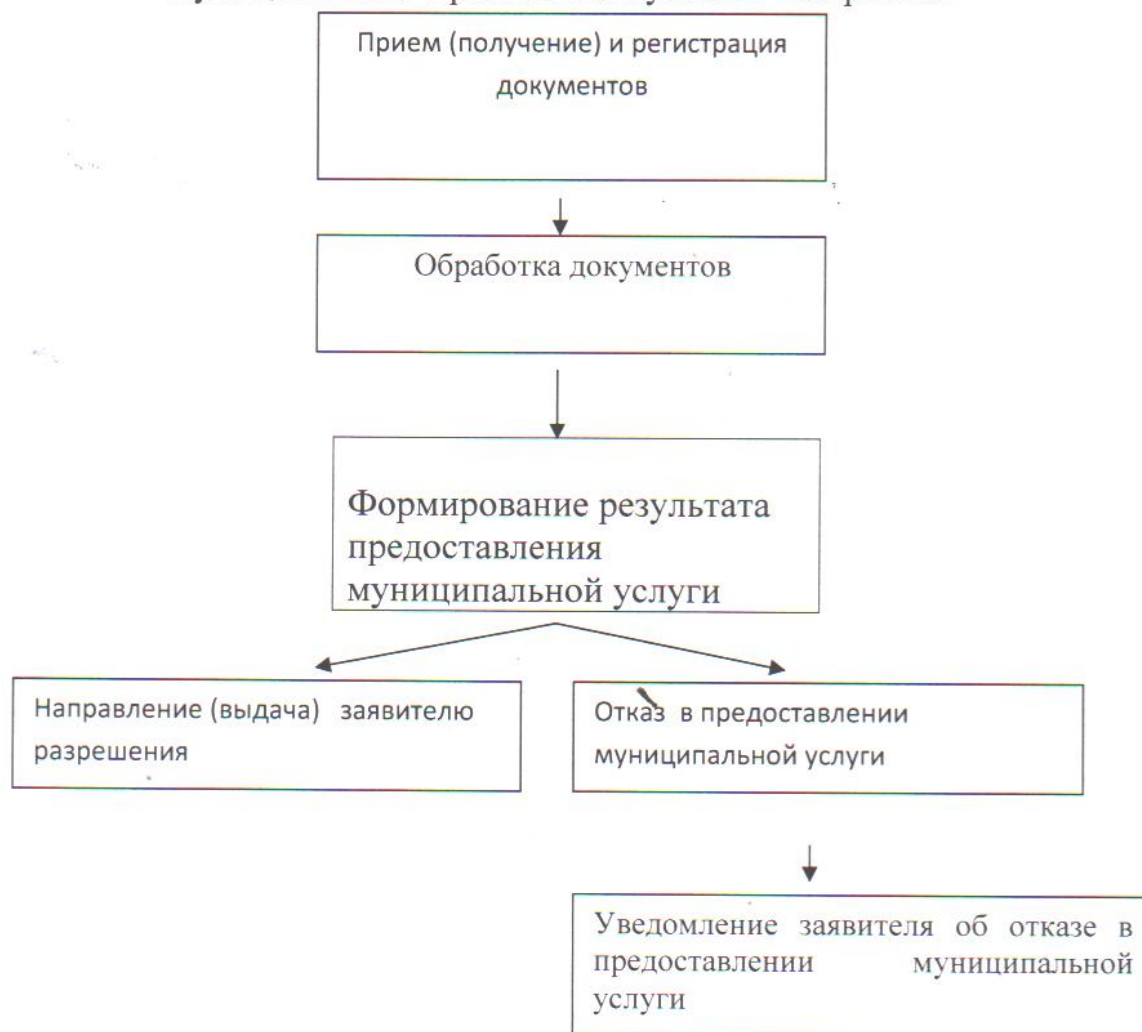 Прием (получение) и регистрация
документов
Обработка документов
Формирование результата
предоставления
муниципальной услуги
Направление (выдача) заявителю
разрешения
Отказ в предоставлении
муниципальной услуги
Уведомление заявителя об отказе в
предоставлении муниципальной
услуги